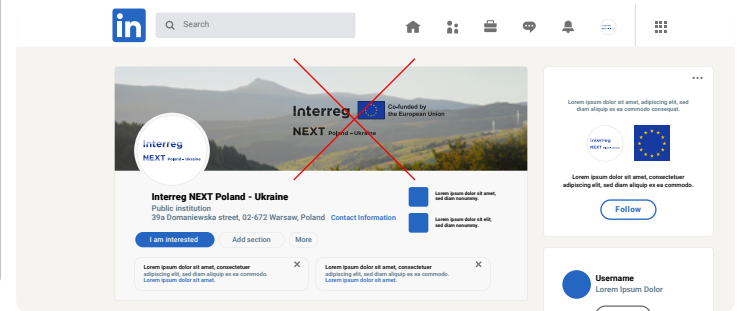 in
Search
Interreg
Co-funded by
the European Union
NEXT Poland – Ukraine
Interreg
NEXT Poland – Ukraine
Interreg NEXT Poland - Ukraine
Public institution
39a Domaniewska street, 02-672 Warsaw, Poland Contact Information
I am interested
Add section
More
Lorem ipsum dolor sit amet,
sed diam nonummy.
Lorem ipsum dolor sit elit,
sed diam nonummy.
Lorem ipsum dolor sit amet, consectetuer
adipiscing elit, sed diam aliquip ex ea commodo.
Lorem ipsum dolor sit amet.
Lorem ipsum dolor sit amet, consectetuer
adipiscing elit, sed diam aliquip ex ea commodo.
Lorem ipsum dolor sit amet.
Lorem ipsum dolor sit amet, adipiscing elit, sed
diam aliquip ex ea commodo consequat.
Interreg
NEXT
Lorem ipsum dolor sit amet, consectetuer
adipiscing elit, sed diam aliquip ex ea commodo.
Follow
Username
Lorem Ipsum Dolor